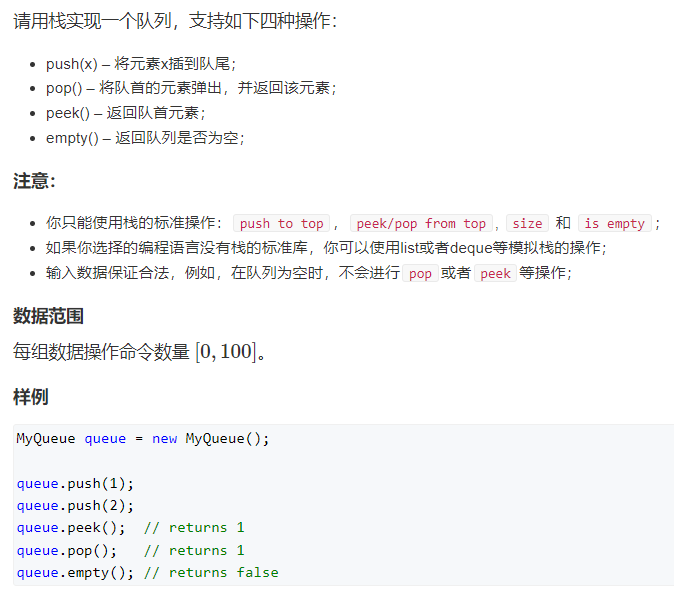 请用栈实现一个队列，支持如下四种操作：
push(x) – 将元素x插到队尾；
pop() – 将队首的元素弹出，并返回该元素；
peek() – 返回队首元素；
empty() – 返回队列是否为空；
注意：
你只能使用栈的标准操作： push to top ， peek/pop from top ， size 和 is empty ；
如果你选择的编程语言没有栈的标准库，你可以使用list或者deque等模拟栈的操作；
输入数据保证合法，例如，在队列为空时，不会进行 pop 或者 peek 等操作；
数据范围
每组数据操作命令数量 [0, 100]。
样例
MyQueue queue = new MyQueue();
queue.push(1);
queue.push(2);
queue.peek();  // returns 1
queue.pop();   // returns 1
queue.empty(); // returns false